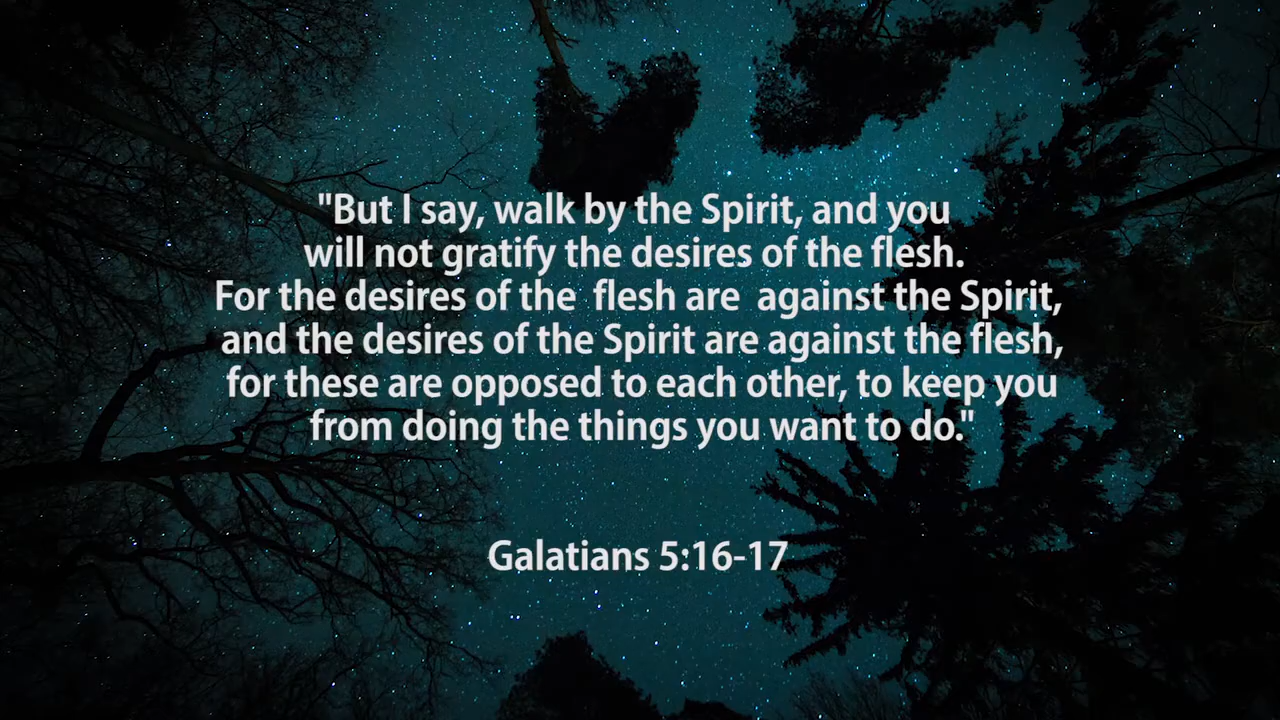 "But I say, walk by the Spirit, and you
will not gratify the desires of the flesh.
For the desires of the  flesh are  against the Spirit,
and the desires of the Spirit are against the flesh,
for these are opposed to each other, to keep you
from doing the things you want to do."
Galatians 5:16-17